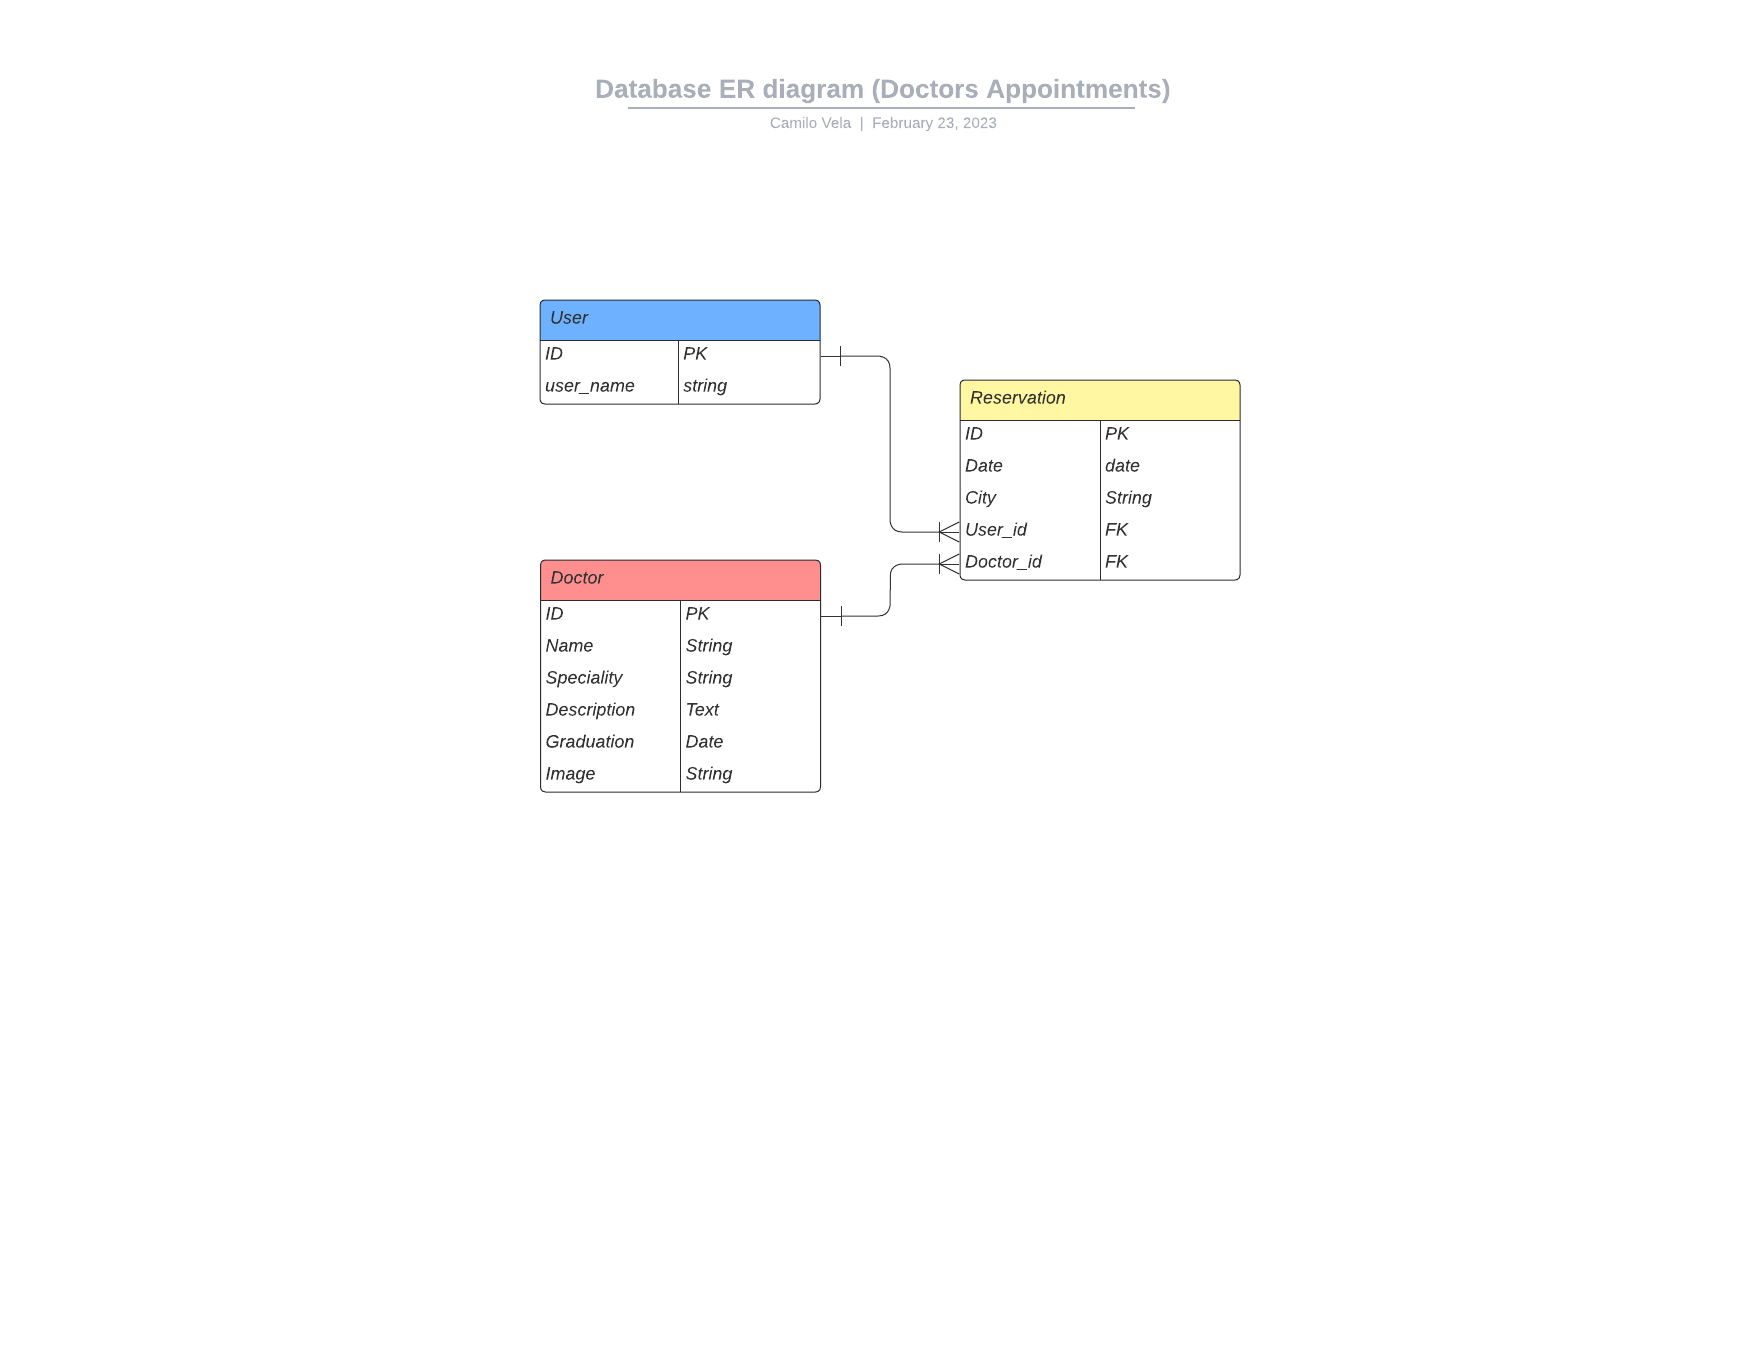 Database ER diagram (Doctors Appointments)
Camilo Vela | February 23, 2023
User
ID PK
user_name string
Reservation
ID PK
Date date
City String
User_id FK
Doctor_id FK
Doctor
ID PK
Name String
Speciality String
Description Text
Graduation Date
Image String